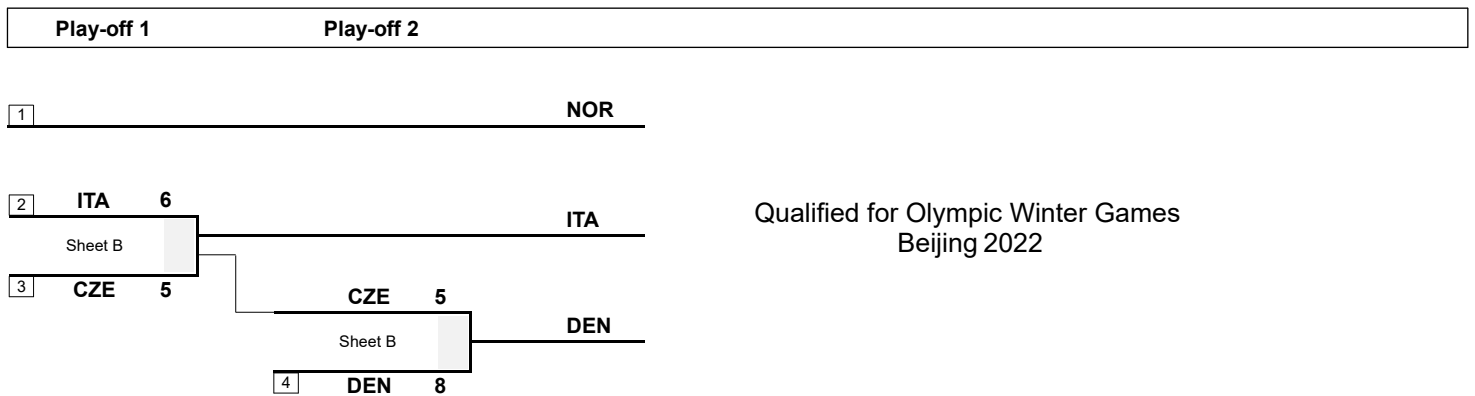 Play-off 1 Play-off 2
1 NOR
2 ITA 6
ITA
Sheet B
3 CZE 5
Qualified for Olympic Winter Games
Beijing 2022
CZE 5
DEN
Sheet B
4 DEN 8